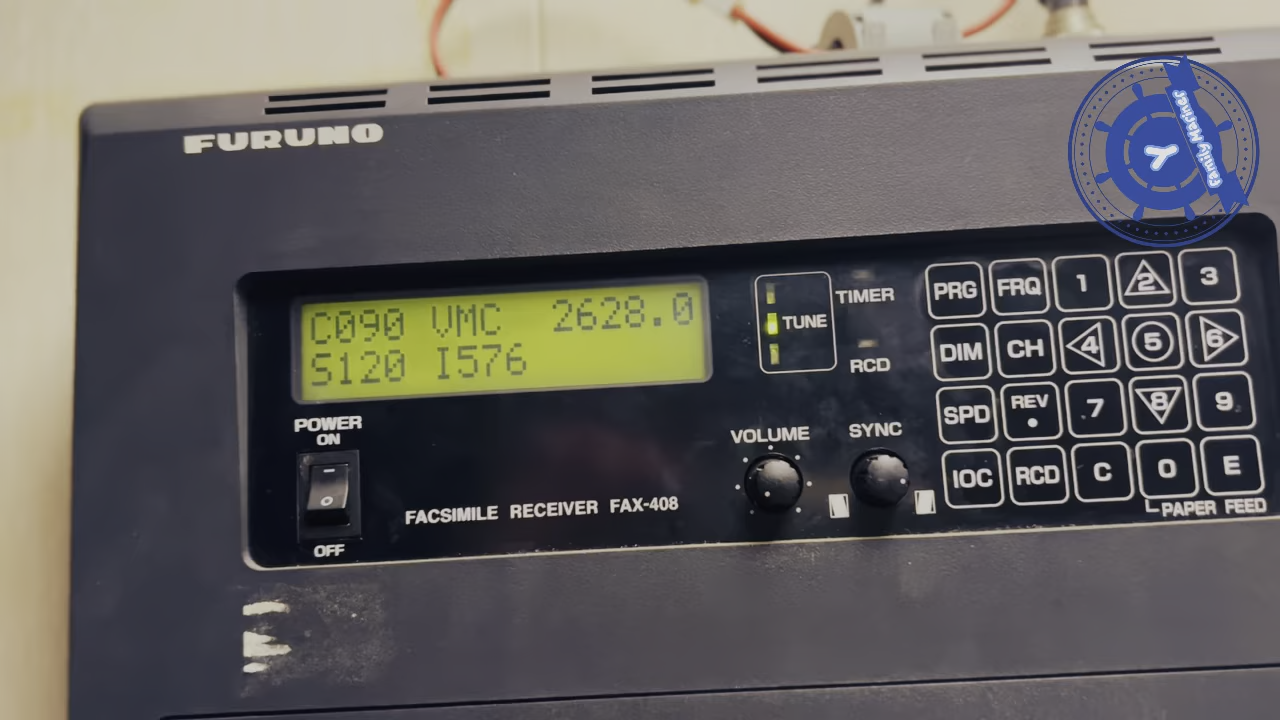 FURUNO
Family Mariner
C090 VMC 2628.0
S120 I576
TUNE
TIMER
RCD
PRG FRQ 1 2 3
DIM CH 4 5 6
SPD REV 7 8 9
IOC RCD C 0 E
PAPER FEED
POWER
ON
OFF
VOLUME
SYNC
FACSIMILE RECEIVER FAX-408